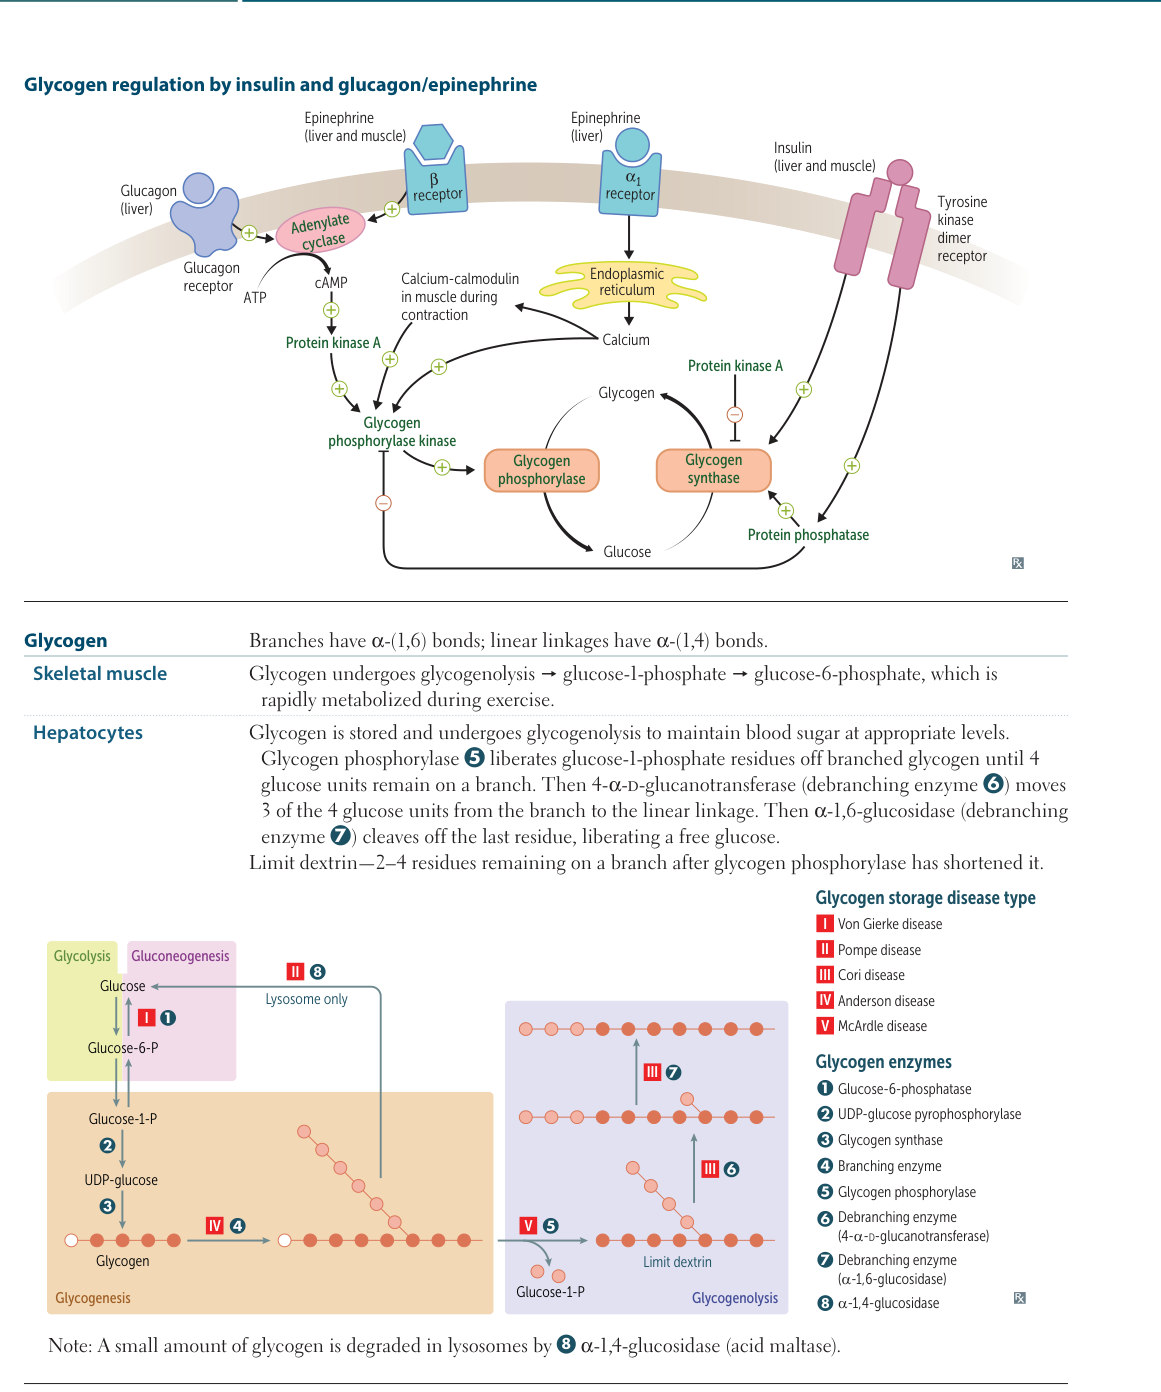 Glycogen regulation by insulin and glucagon/epinephrine
Epinephrine
(liver and muscle)
Epinephrine
(liver)
Insulin
(liver and muscle)
Glucagon
(liver)
β
receptor
α1
receptor
Tyrosine
kinase
dimer
receptor
Adenylate
cyclase
Glucagon
receptor
ATP
cAMP
Calcium-calmodulin
in muscle during
contraction
Endoplasmic
reticulum
Calcium
Protein kinase A
Protein kinase A
Glycogen
Glycogen
phosphorylase kinase
Glycogen
phosphorylase
Glycogen
synthase
Glucose
Protein phosphatase
+
+
+
+
+
+
+
+
+
+
−
−
Rx
Glycogen Branches have α-(1,6) bonds; linear linkages have α-(1,4) bonds.
Skeletal muscle Glycogen undergoes glycogenolysis → glucose-1-phosphate → glucose-6-phosphate, which is
rapidly metabolized during exercise.
Hepatocytes Glycogen is stored and undergoes glycogenolysis to maintain blood sugar at appropriate levels.
Glycogen phosphorylase 5 liberates glucose-1-phosphate residues off branched glycogen until 4
glucose units remain on a branch. Then 4-α-D-glucanotransferase (debranching enzyme 6) moves
3 of the 4 glucose units from the branch to the linear linkage. Then α-1,6-glucosidase (debranching
enzyme 7) cleaves off the last residue, liberating a free glucose.
Limit dextrin—2–4 residues remaining on a branch after glycogen phosphorylase has shortened it.
Glycolysis
Gluconeogenesis
Glucose
I 1
Glucose-6-P
II 8
Lysosome only
Glucose-1-P
2
UDP-glucose
3
Glycogen
IV 4
Glycogenesis
V 5
Glucose-1-P
III 7
III 6
Limit dextrin
Glycogenolysis
Glycogen storage disease type
I Von Gierke disease
II Pompe disease
III Cori disease
IV Anderson disease
V McArdle disease
Glycogen enzymes
1 Glucose-6-phosphatase
2 UDP-glucose pyrophosphorylase
3 Glycogen synthase
4 Branching enzyme
5 Glycogen phosphorylase
6 Debranching enzyme
(4-α-D-glucanotransferase)
7 Debranching enzyme
(α-1,6-glucosidase)
8 α-1,4-glucosidase
Rx
Note: A small amount of glycogen is degraded in lysosomes by 8 α-1,4-glucosidase (acid maltase).